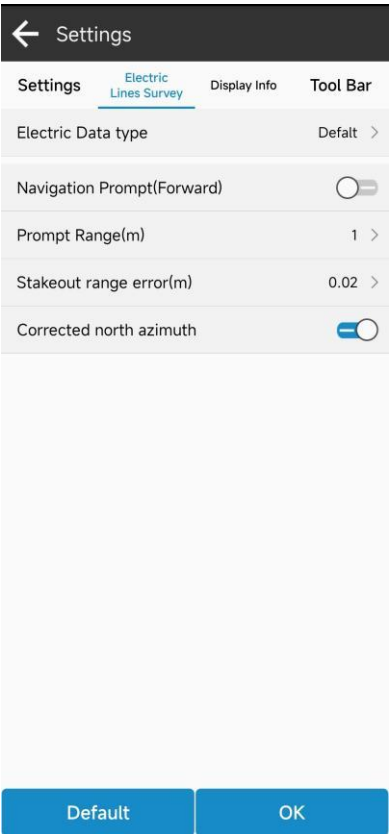 Settings
Settings
Electric
Lines Survey
Display Info
Tool Bar
Electric Data type Defalt
Navigation Prompt(Forward)
Prompt Range(m) 1
Stakeout range error(m) 0.02
Corrected north azimuth
Default OK